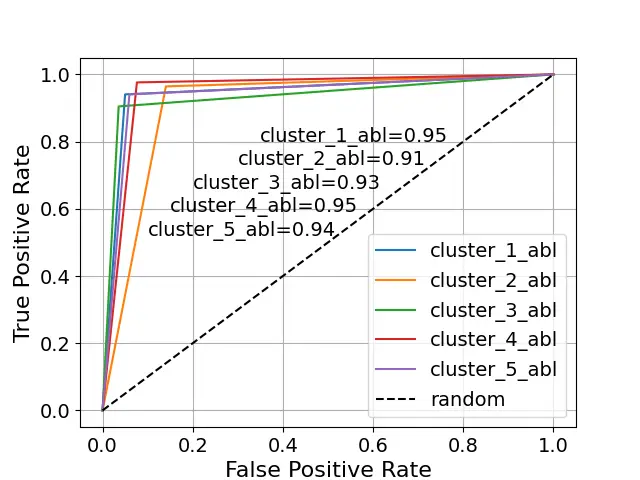 1.0
0.8
0.6
0.4
0.2
0.0
True Positive Rate
cluster_1_abl=0.95
cluster_2_abl=0.91
cluster_3_abl=0.93
cluster_4_abl=0.95
cluster_5_abl=0.94
cluster_1_abl
cluster_2_abl
cluster_3_abl
cluster_4_abl
cluster_5_abl
random
0.0 0.2 0.4 0.6 0.8 1.0
False Positive Rate